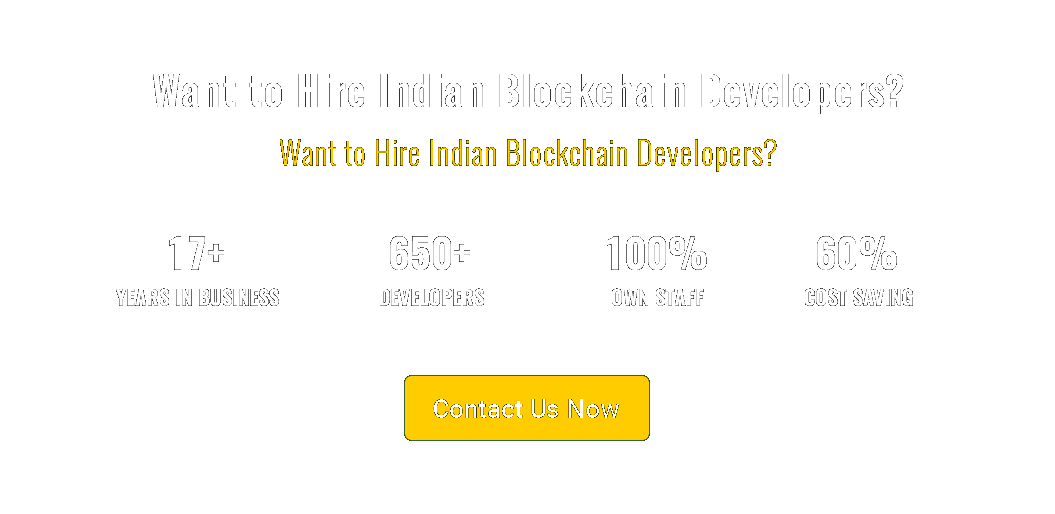 Want to Hire Indian Blockchain Developers?
Want to Hire Indian Blockchain Developers?
17+ 650+ 100% 60%
YEARS IN BUSINESS DEVELOPERS OWN STAFF COST SAVING
Contact Us Now